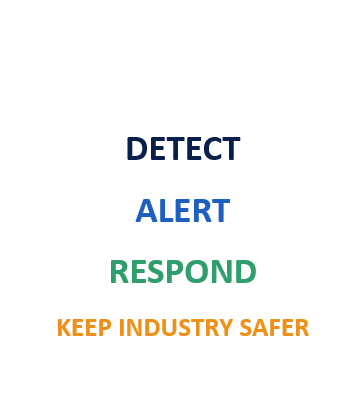 DETECT
ALERT
RESPOND
KEEP INDUSTRY SAFER